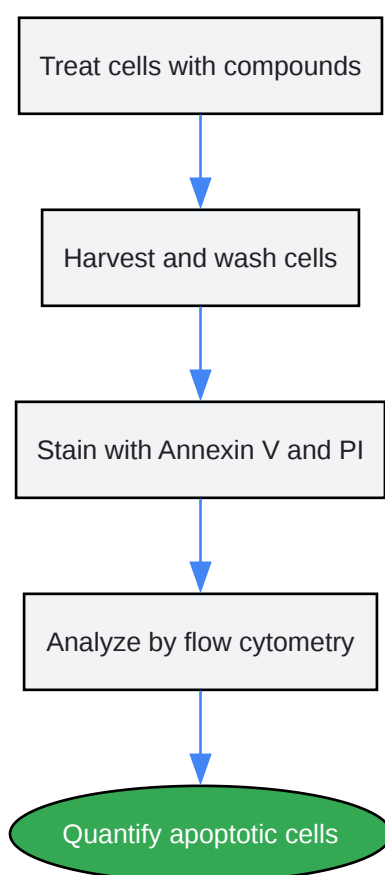 Treat cells with compounds
Harvest and wash cells
Stain with Annexin V and PI
Analyze by flow cytometry
Quantify apoptotic cells